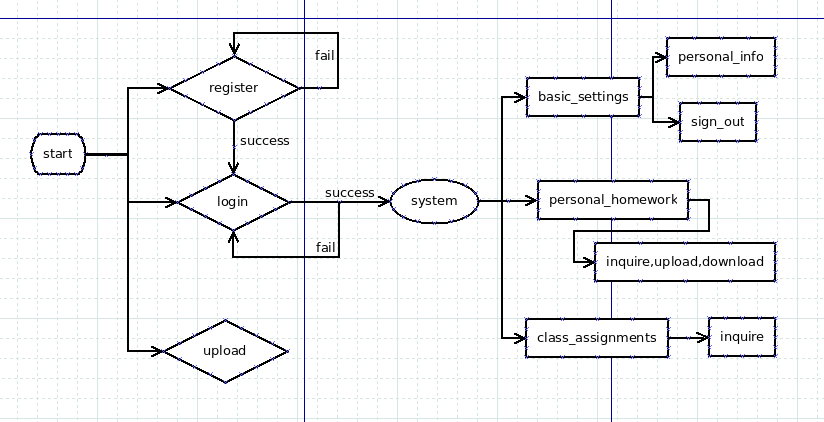 fail
personal_info
register
basic_settings
sign_out
success
start
success
login
system
personal_homework
fail
inquire,upload,download
class_assignments
inquire
upload